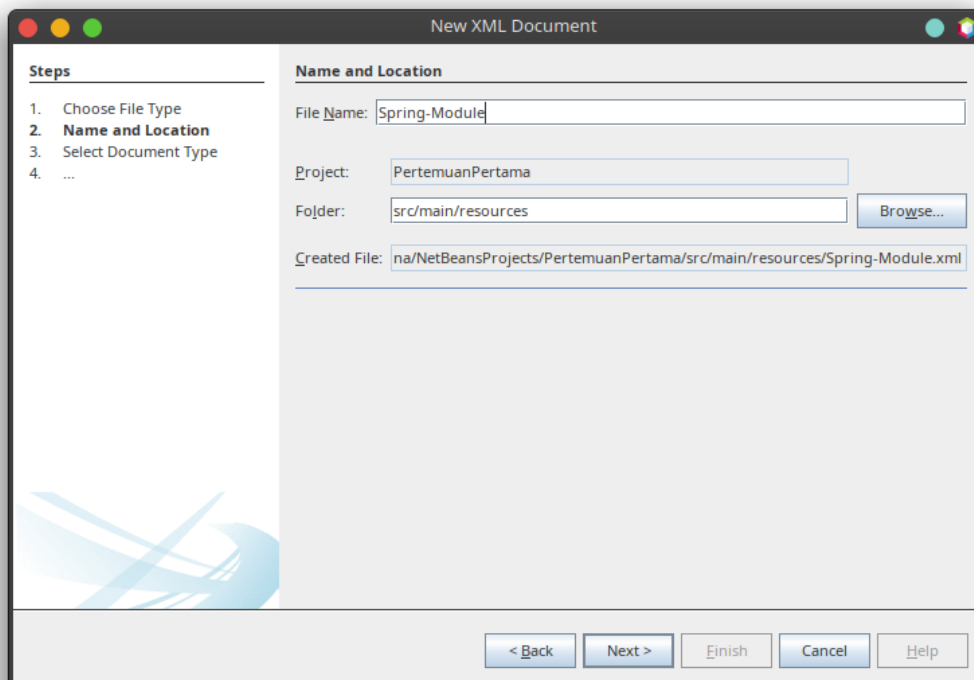 New XML Document
Steps
1. Choose File Type
2. Name and Location
3. Select Document Type
4. ...
Name and Location
File Name: Spring-Module
Project: PertemuanPertama
Folder: src/main/resources Browse...
Created File: na/NetBeansProjects/PertemuanPertama/src/main/resources/Spring-Module.xml
< Back Next > Finish Cancel Help